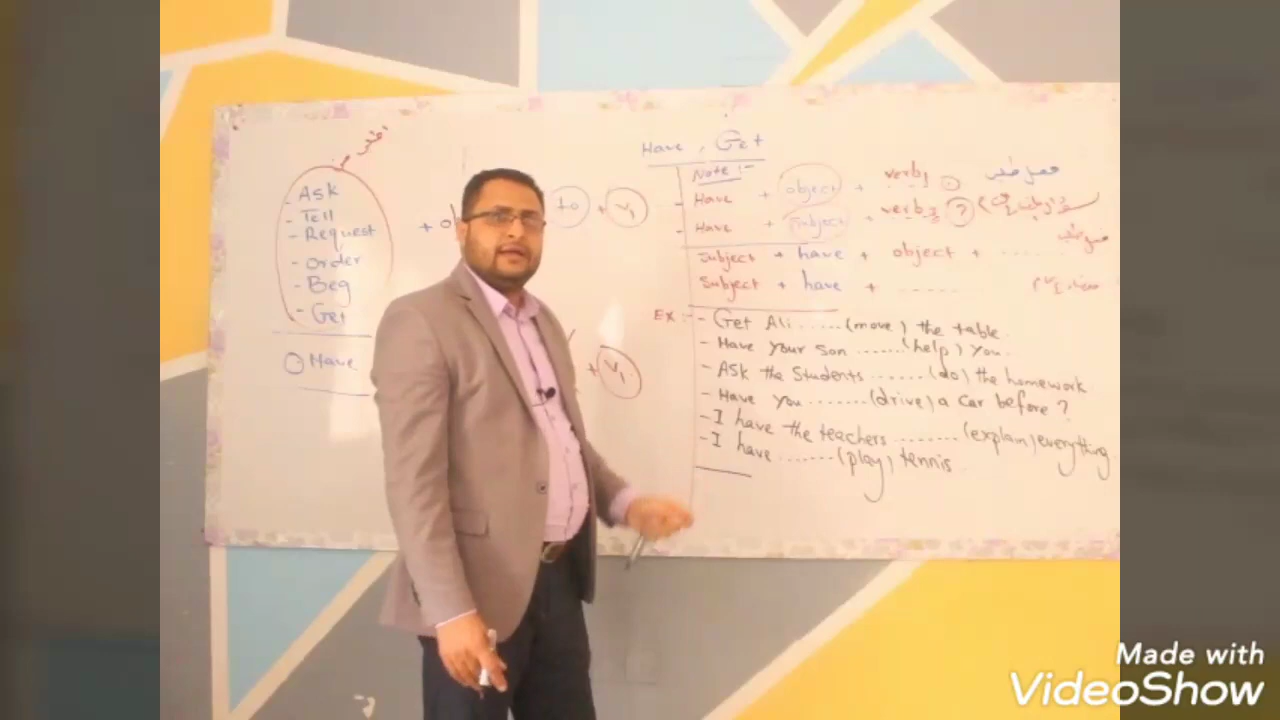 - Ask
- Tell
- Request
- Order
- Beg
- Get
Have
+ to + V1
+ V1
Have , Get
Note :-
- Have + object + verb1 .
- Have + subject + verb3 ?
Subject + have + object + ......
Subject + have + ......
Ex :- - Get Ali ...... (move) the table.
- Have your son ....... (help) you.
- Ask the students ....... (do) the homework
- Have you ........ (drive) a car before ?
- I have the teachers ........ (explain) everything.
- I have ....... (play) tennis
Made with
VideoShow